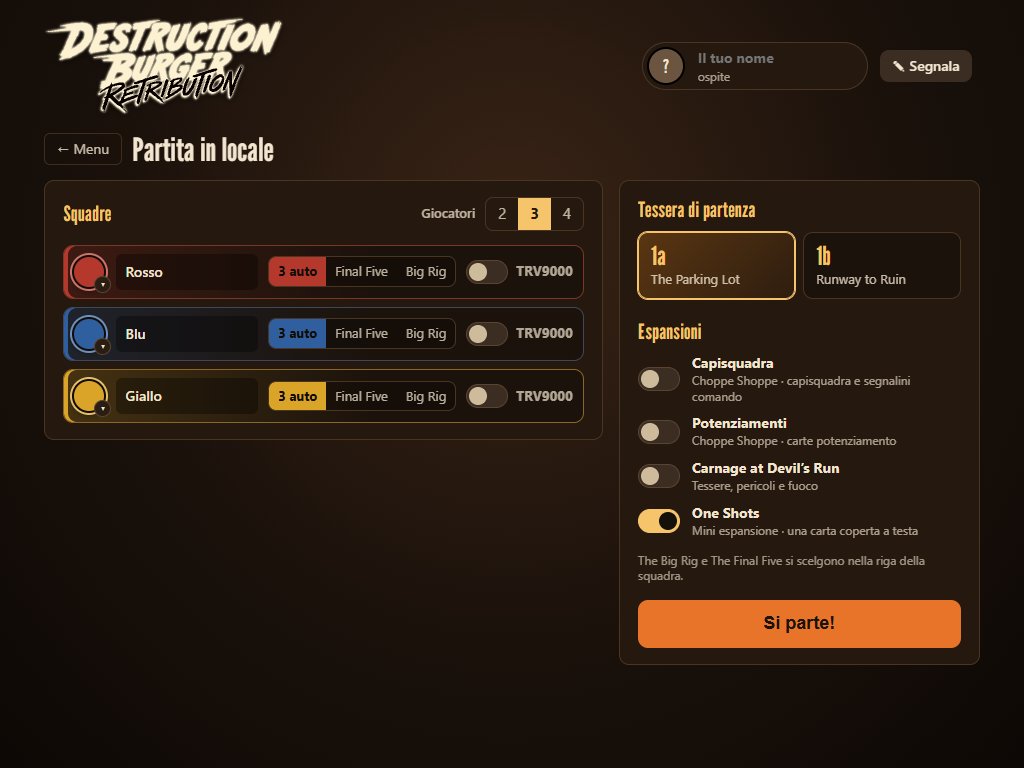 DESTRUCTION
BURGER
RETRIBUTION
?
Il tuo nome
ospite
✎ Segnala
← Menu
Partita in locale
Squadre
Giocatori 2 3 4
Rosso 3 auto Final Five Big Rig TRV9000
Blu 3 auto Final Five Big Rig TRV9000
Giallo 3 auto Final Five Big Rig TRV9000
Tessera di partenza
1a
The Parking Lot
1b
Runway to Ruin
Espansioni
Capisquadra
Choppe Shoppe · capisquadra e segnalini
comando
Potenziamenti
Choppe Shoppe · carte potenziamento
Carnage at Devil’s Run
Tessere, pericoli e fuoco
One Shots
Mini espansione · una carta coperta a testa
The Big Rig e The Final Five si scelgono nella riga della
squadra.
Si parte!